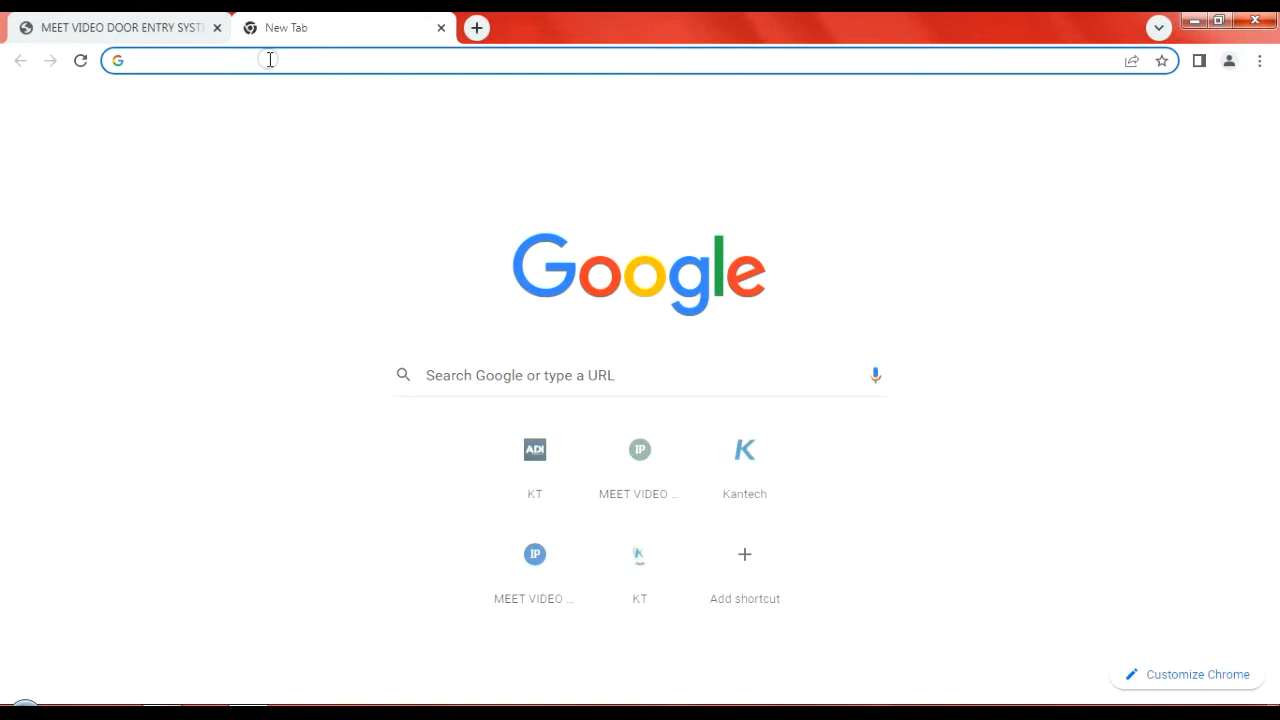 MEET VIDEO DOOR ENTRY SYST
New Tab
Google
Search Google or type a URL
ADI
IP
K
KT
MEET VIDEO ...
Kantech
IP
MEET VIDEO ...
KT
Add shortcut
Customize Chrome